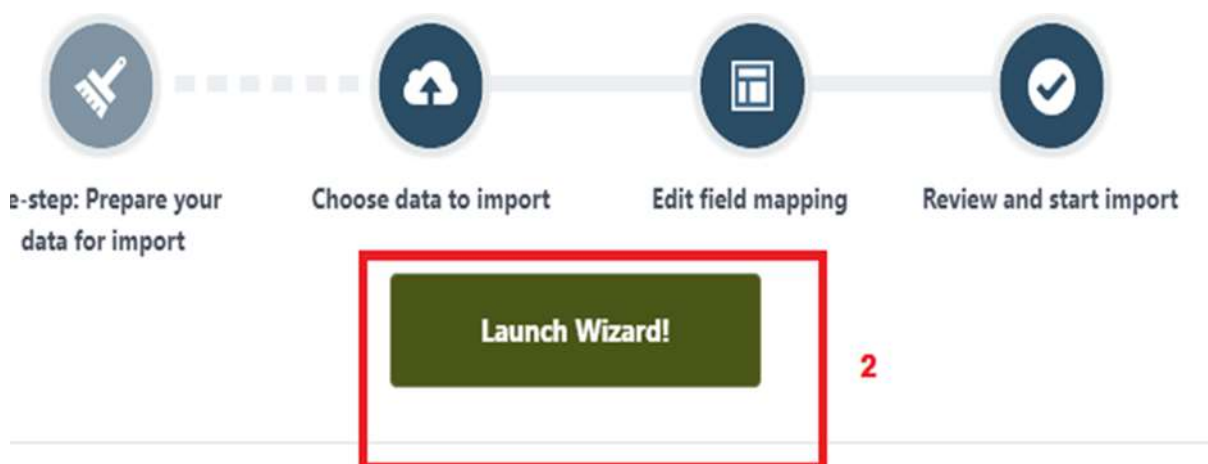 e-step: Prepare your
data for import
Choose data to import
Edit field mapping
Review and start import
Launch Wizard!
2